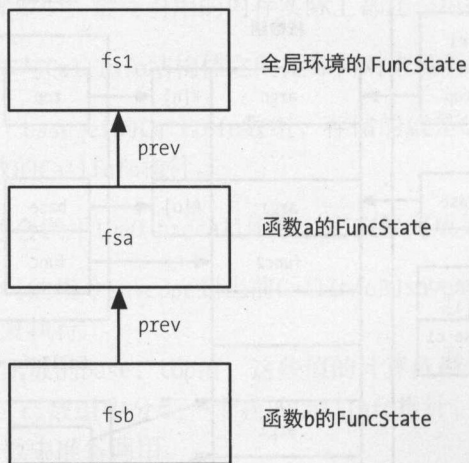 fs1
全局环境的 FuncState
prev
fsa
函数a的FuncState
prev
fsb
函数b的FuncState